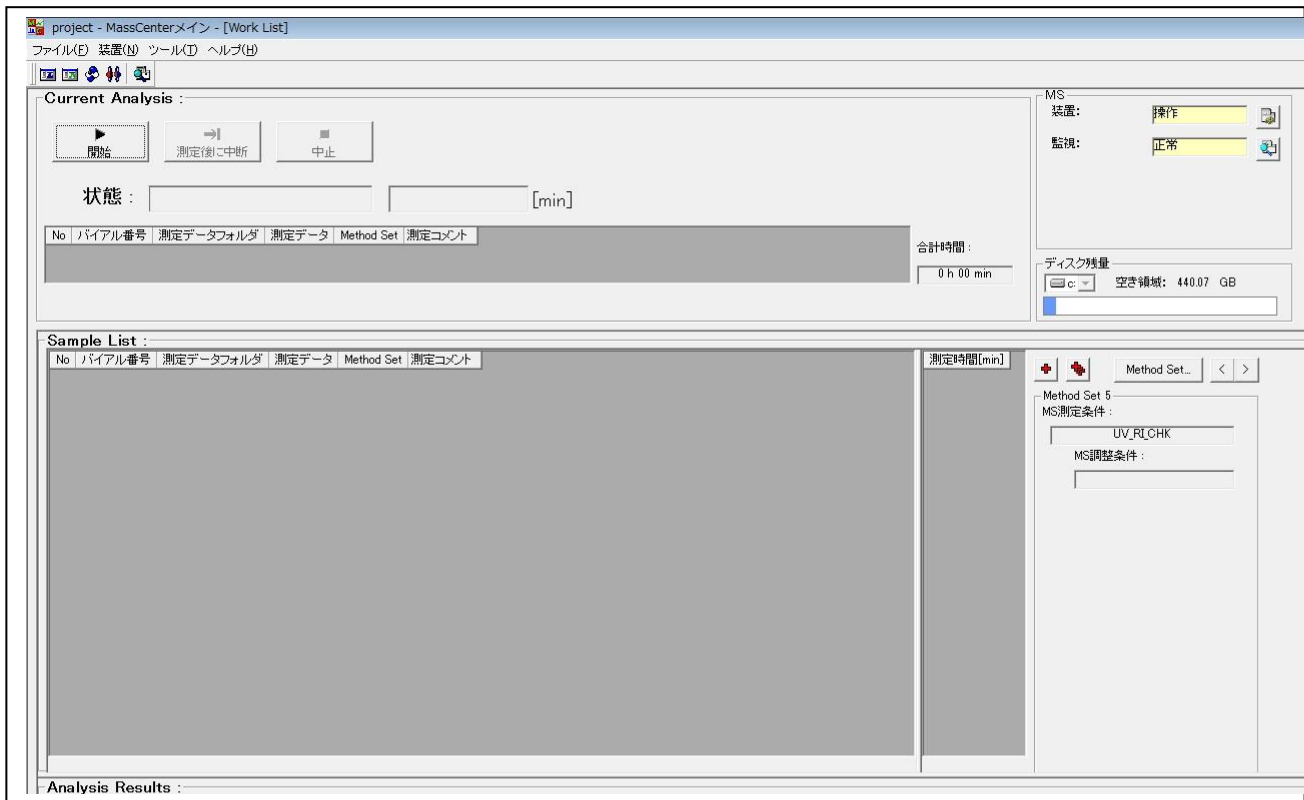 project - MassCenterメイン - [Work List]
ファイル(F) 装置(N) ツール(T) ヘルプ(H)
Current Analysis :
開始 測定後に中断 中止
状態 : [min]
No バイアル番号 測定データフォルダ 測定データ Method Set 測定コメント
合計時間 :
0 h 00 min
MS
装置: 操作
監視: 正常
ディスク残量
c: 空き領域: 440.07 GB
Sample List :
No バイアル番号 測定データフォルダ 測定データ Method Set 測定コメント
測定時間[min]
Method Set... < >
Method Set 5
MS測定条件 :
UV_RI_CHK
MS調整条件 :
Analysis Results :